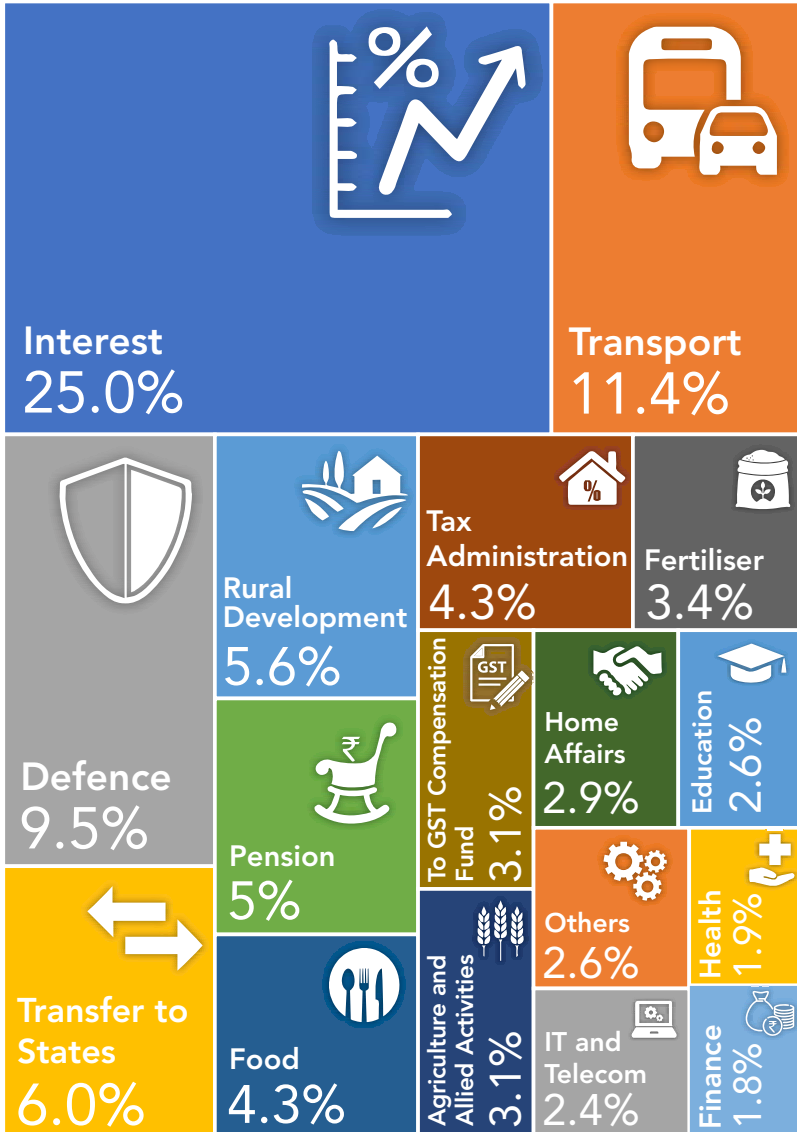 %
Interest
25.0%
Transport
11.4%
Defence
9.5%
Rural
Development
5.6%
%
Tax
Administration
4.3%
Fertiliser
3.4%
₹
Pension
5%
GST
To GST Compensation
Fund
3.1%
Home
Affairs
2.9%
Education
2.6%
Transfer to
States
6.0%
Food
4.3%
Agriculture and
Allied Activities
3.1%
Others
2.6%
Health
1.9%
IT and
Telecom
2.4%
₹
Finance
1.8%